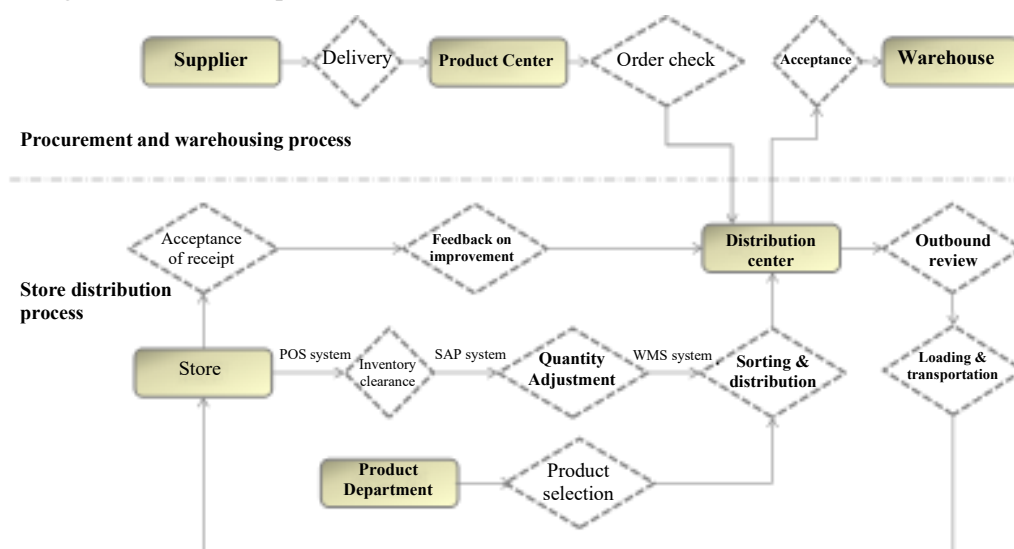 Supplier
Delivery
Product Center
Order check
Acceptance
Warehouse
Procurement and warehousing process
Acceptance
of receipt
Feedback on
improvement
Distribution
center
Outbound
review
Store distribution
process
Store
POS system
Inventory
clearance
SAP system
Quantity
Adjustment
WMS system
Sorting &
distribution
Loading &
transportation
Product
Department
Product
selection